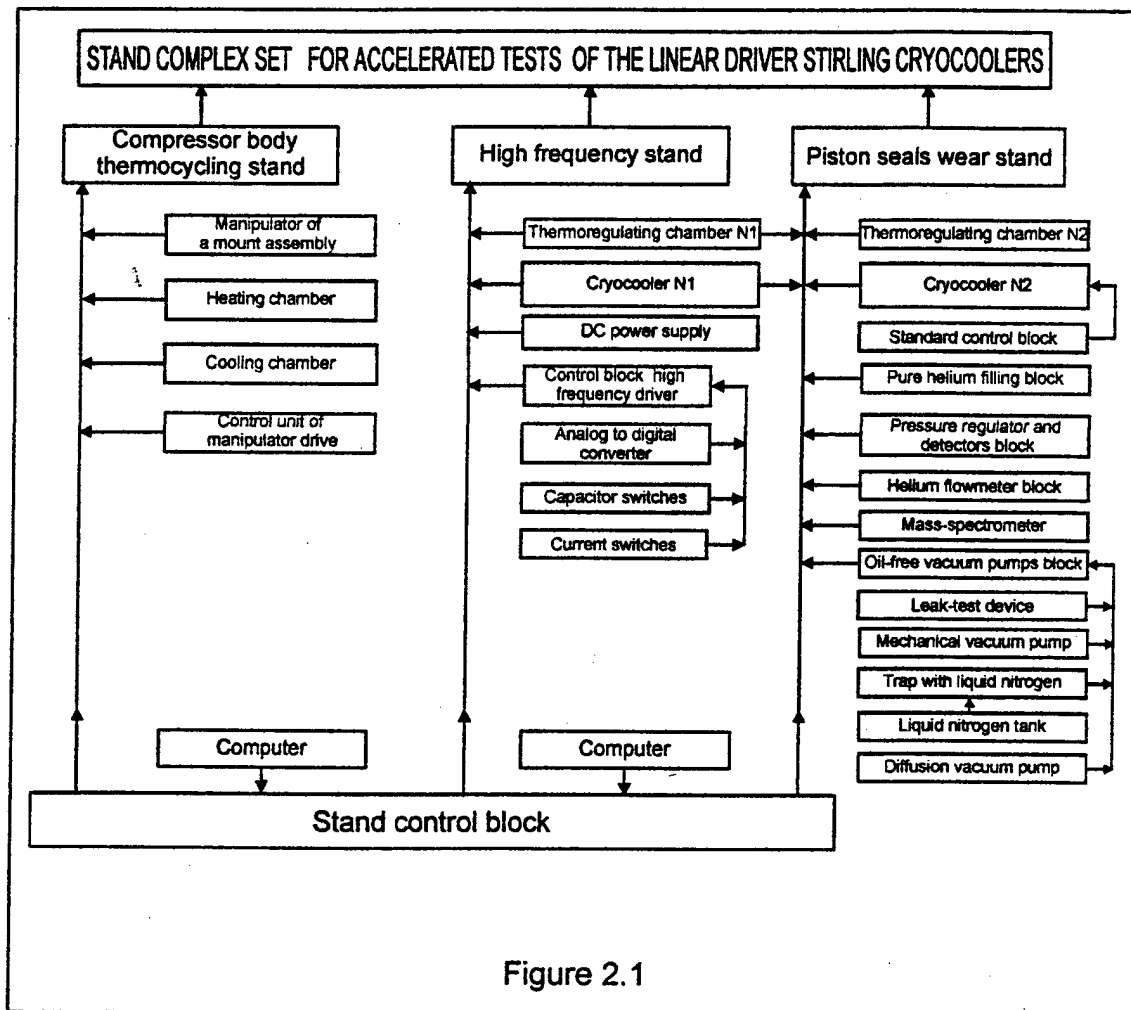 STAND COMPLEX SET FOR ACCELERATED TESTS OF THE LINEAR DRIVER STIRLING CRYOCOOLERS
Compressor body
thermocycling stand
Manipulator of
a mount assembly
Heating chamber
Cooling chamber
Control unit of
manipulator drive
High frequency stand
Thermoregulating chamber N1
Cryocooler N1
DC power supply
Control block high
frequency driver
Analog to digital
converter
Capacitor switches
Current switches
Piston seals wear stand
Thermoregulating chamber N2
Cryocooler N2
Standard control block
Pure helium filling block
Pressure regulator and
detectors block
Helium flowmeter block
Mass-spectrometer
Oil-free vacuum pumps block
Leak-test device
Mechanical vacuum pump
Trap with liquid nitrogen
Liquid nitrogen tank
Diffusion vacuum pump
Computer
Computer
Stand control block
Figure 2.1